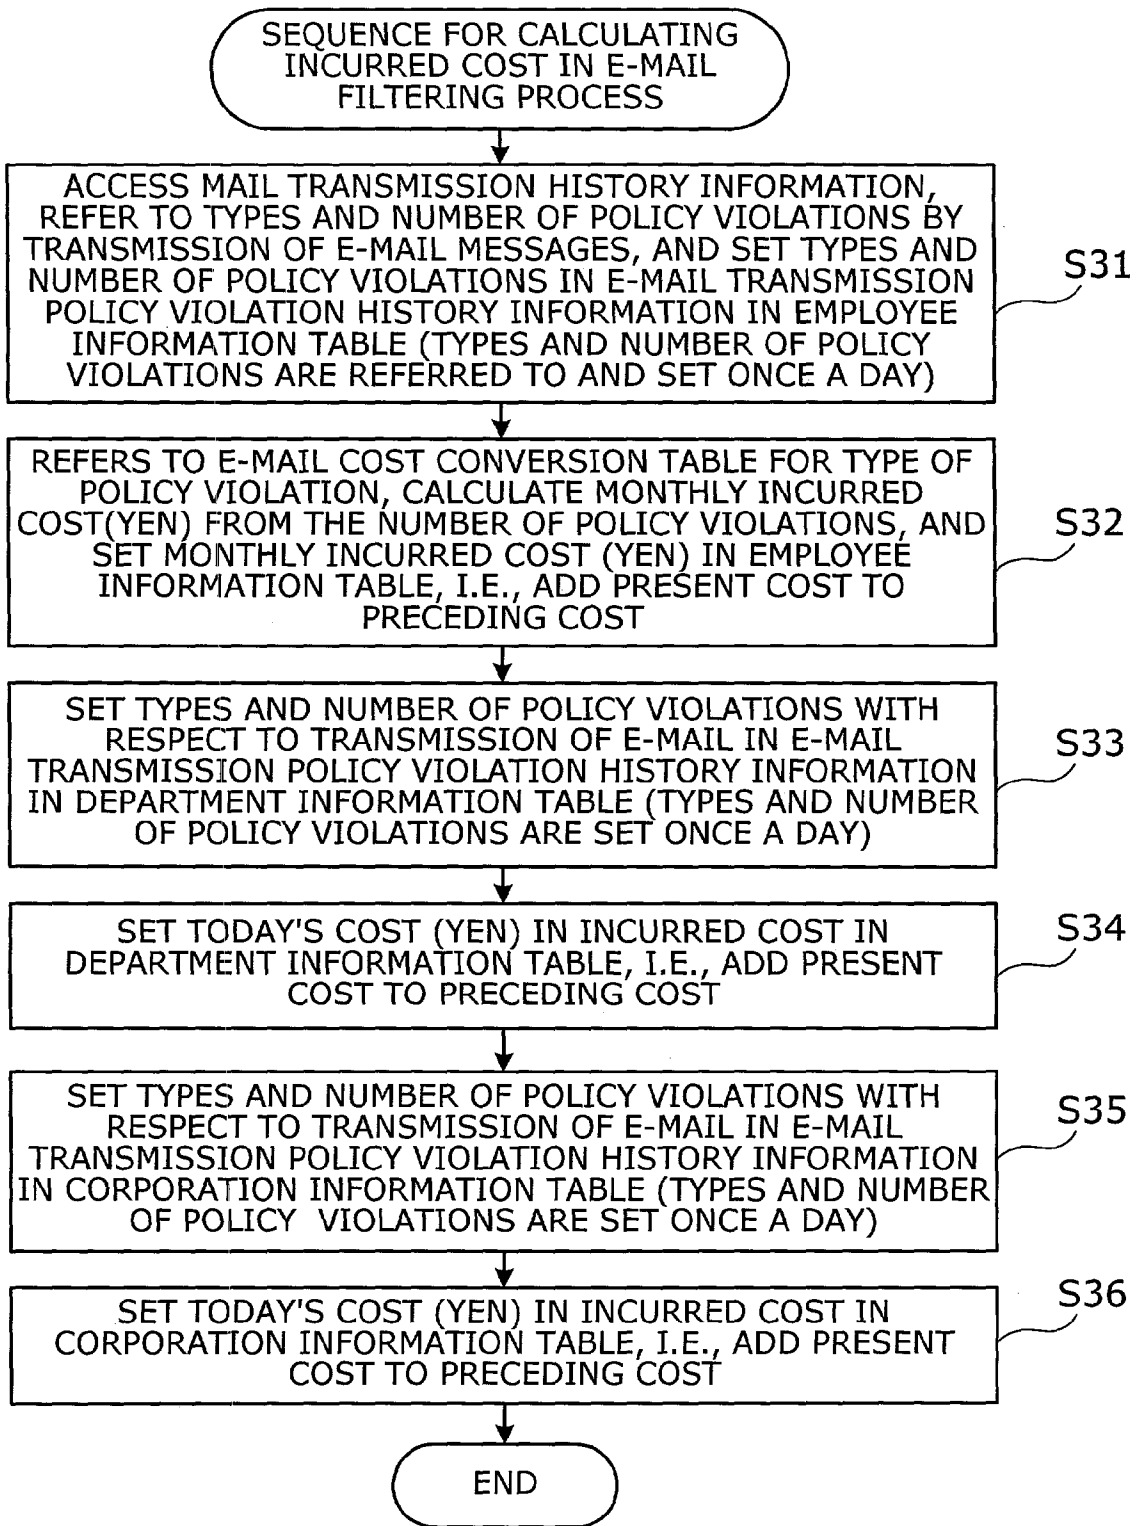 SEQUENCE FOR CALCULATING
INCURRED COST IN E-MAIL
FILTERING PROCESS
ACCESS MAIL TRANSMISSION HISTORY INFORMATION,
REFER TO TYPES AND NUMBER OF POLICY VIOLATIONS BY
TRANSMISSION OF E-MAIL MESSAGES, AND SET TYPES AND
NUMBER OF POLICY VIOLATIONS IN E-MAIL TRANSMISSION
POLICY VIOLATION HISTORY INFORMATION IN EMPLOYEE
INFORMATION TABLE (TYPES AND NUMBER OF POLICY
VIOLATIONS ARE REFERRED TO AND SET ONCE A DAY)
S31
REFERS TO E-MAIL COST CONVERSION TABLE FOR TYPE OF
POLICY VIOLATION, CALCULATE MONTHLY INCURRED
COST(YEN) FROM THE NUMBER OF POLICY VIOLATIONS, AND
SET MONTHLY INCURRED COST (YEN) IN EMPLOYEE
INFORMATION TABLE, I.E., ADD PRESENT COST TO
PRECEDING COST
S32
SET TYPES AND NUMBER OF POLICY VIOLATIONS WITH
RESPECT TO TRANSMISSION OF E-MAIL IN E-MAIL
TRANSMISSION POLICY VIOLATION HISTORY INFORMATION
IN DEPARTMENT INFORMATION TABLE (TYPES AND NUMBER
OF POLICY VIOLATIONS ARE SET ONCE A DAY)
S33
SET TODAY'S COST (YEN) IN INCURRED COST IN
DEPARTMENT INFORMATION TABLE, I.E., ADD PRESENT
COST TO PRECEDING COST
S34
SET TYPES AND NUMBER OF POLICY VIOLATIONS WITH
RESPECT TO TRANSMISSION OF E-MAIL IN E-MAIL
TRANSMISSION POLICY VIOLATION HISTORY INFORMATION
IN CORPORATION INFORMATION TABLE (TYPES AND NUMBER
OF POLICY VIOLATIONS ARE SET ONCE A DAY)
S35
SET TODAY'S COST (YEN) IN INCURRED COST IN
CORPORATION INFORMATION TABLE, I.E., ADD PRESENT
COST TO PRECEDING COST
S36
END